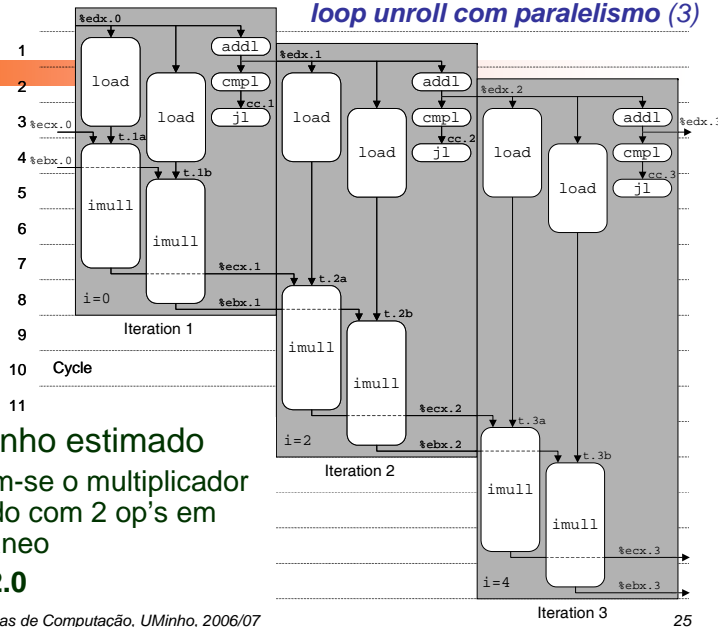 loop unroll com paralelismo (3)
%edx.0
1
addl
%edx.1
load
2
cmpl
load
load
addl
%edx.2
cc.1
3
%ecx.0
jl
load
cmpl
load
addl
%edx.3
t.1a
cc.2
4
%ebx.0
jl
load
cmpl
t.1b
cc.3
5
imull
jl
6
imull
7
%ecx.1
t.2a
8
i=0
%ebx.1
t.2b
Iteration 1
9
imull
10
Cycle
imull
11
%ecx.2
t.3a
nho estimado
i=2
%ebx.2
t.3b
Iteration 2
m-se o multiplicador
do com 2 op's em
neo
imull
imull
%ecx.3
2.0
i=4
%ebx.3
Iteration 3
as de Computação, UMinho, 2006/07
25